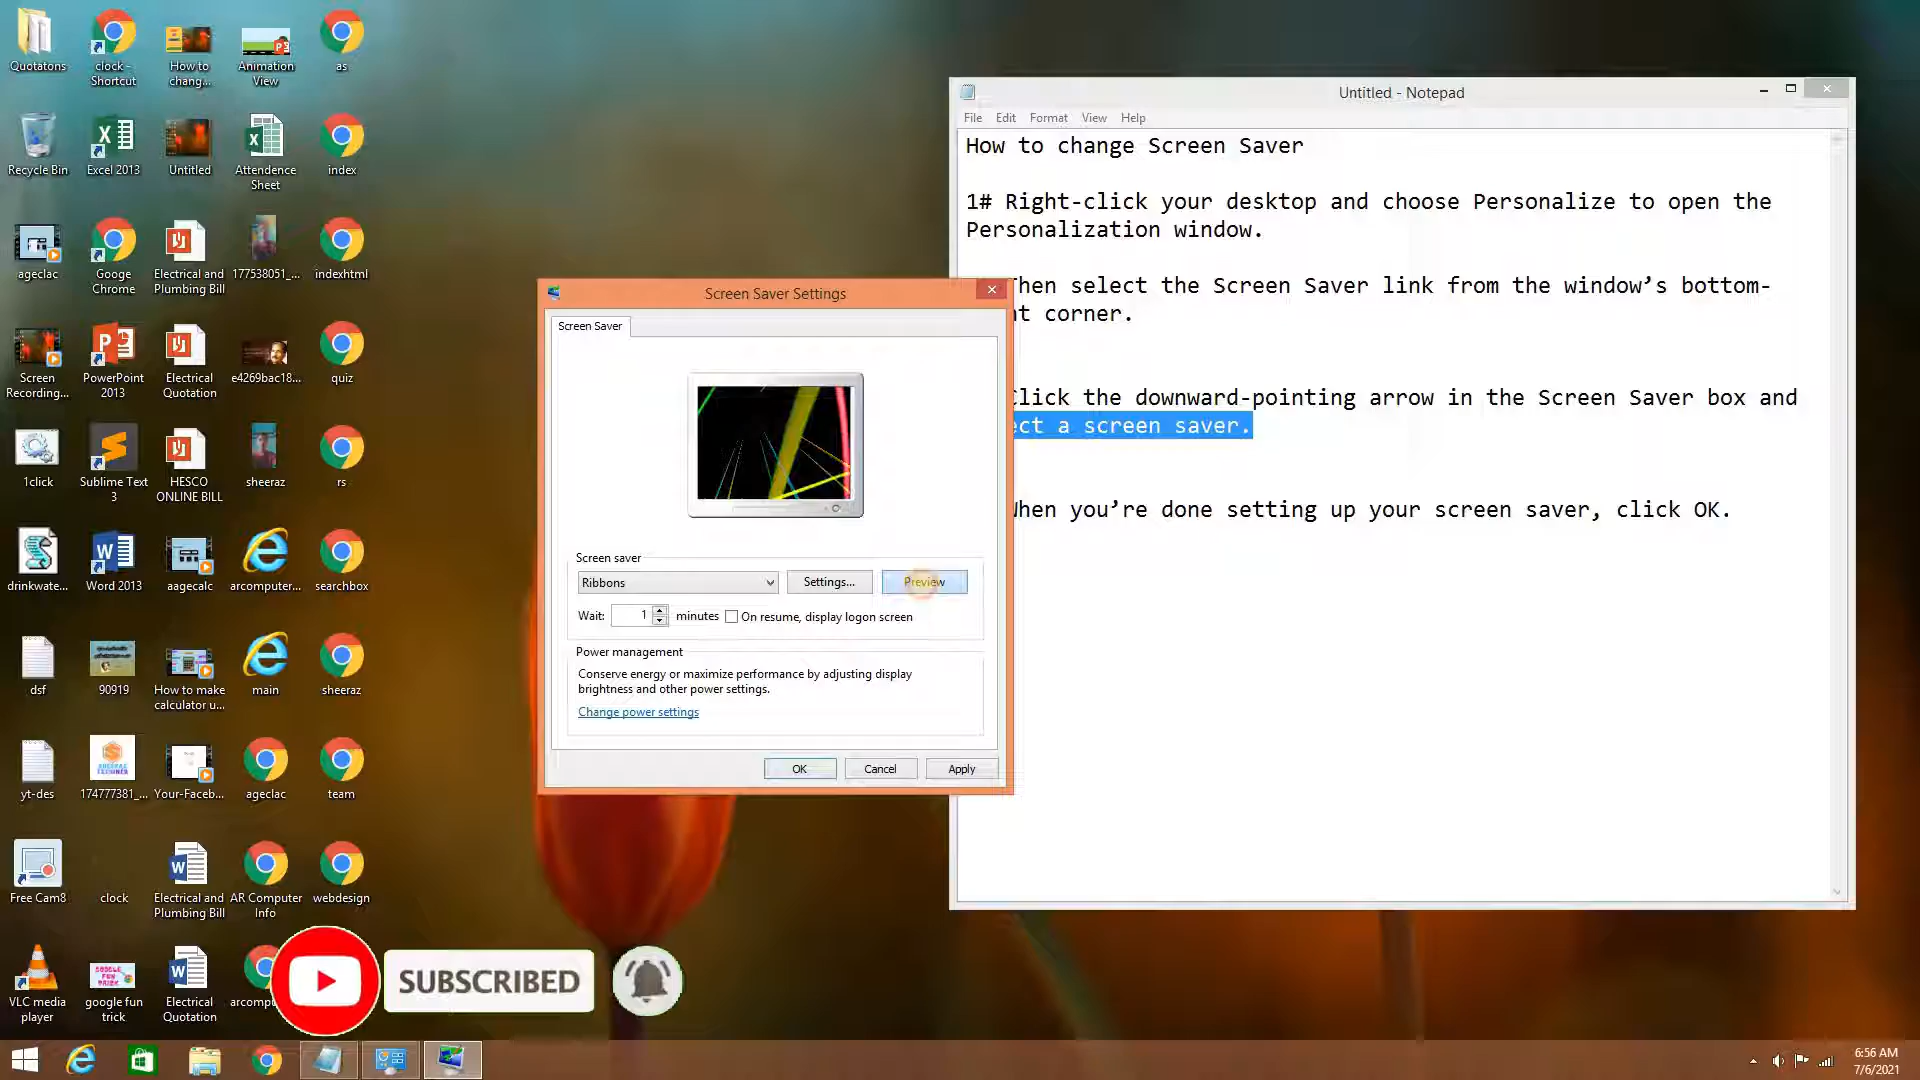 Quotatons
clock -
Shortcut
How to
chang...
Animation
View
as
Recycle Bin
Excel 2013
Untitled
Attendence
Sheet
index
ageclac
Googe
Chrome
Electrical and
Plumbing Bill
177538051_...
indexhtml
Screen
Recording...
PowerPoint
2013
Electrical
Quotation
e4269bac18...
quiz
1click
Sublime Text
3
HESCO
ONLINE BILL
sheeraz
rs
drinkwate...
Word 2013
aagecalc
arcomputer...
searchbox
dsf
90919
How to make
calculator u...
main
sheeraz
yt-des
174777381_...
Your-Faceb...
ageclac
team
Free Cam8
clock
Electrical and
Plumbing Bill
AR Computer
Info
webdesign
VLC media
player
google fun
trick
Electrical
Quotation
SUBSCRIBED
Screen Saver Settings
Screen Saver
Screen saver
Ribbons
Settings...
Preview
Wait:
1
minutes
On resume, display logon screen
Power management
Conserve energy or maximize performance by adjusting display
brightness and other power settings.
Change power settings
OK
Cancel
Apply
Untitled - Notepad
File
Edit
Format
View
Help
How to change Screen Saver
1# Right-click your desktop and choose Personalize to open the
Personalization window.
Then select the Screen Saver link from the window’s bottom-
corner.
Click the downward-pointing arrow in the Screen Saver box and
a screen saver.
When you’re done setting up your screen saver, click OK.
6:56 AM
7/6/2021